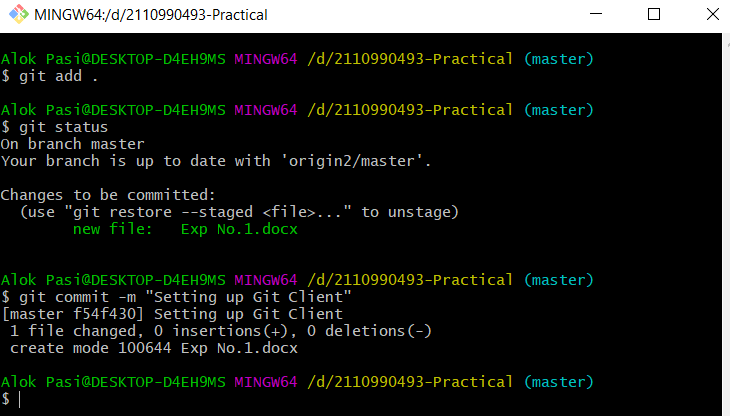 MINGW64:/d/2110990493-Practical
Alok Pasi@DESKTOP-D4EH9MS MINGW64 /d/2110990493-Practical (master)
$ git add .
Alok Pasi@DESKTOP-D4EH9MS MINGW64 /d/2110990493-Practical (master)
$ git status
On branch master
Your branch is up to date with 'origin2/master'.
Changes to be committed:
  (use "git restore --staged <file>..." to unstage)
        new file:   Exp No.1.docx
Alok Pasi@DESKTOP-D4EH9MS MINGW64 /d/2110990493-Practical (master)
$ git commit -m "Setting up Git Client"
[master f54f430] Setting up Git Client
 1 file changed, 0 insertions(+), 0 deletions(-)
 create mode 100644 Exp No.1.docx
Alok Pasi@DESKTOP-D4EH9MS MINGW64 /d/2110990493-Practical (master)
$